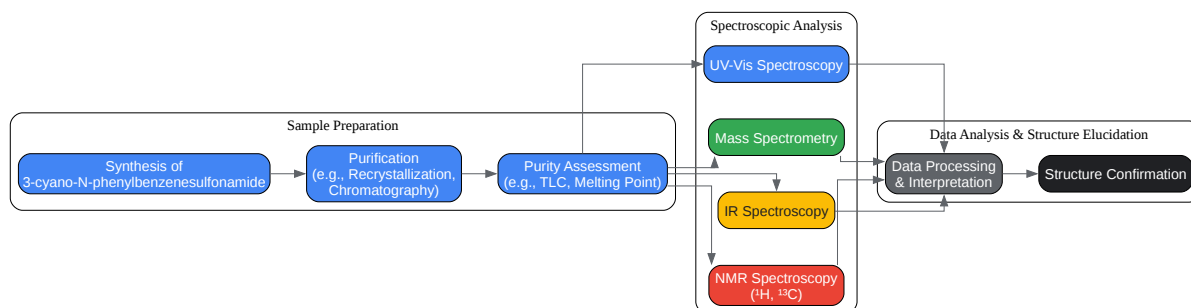 Sample Preparation
Synthesis of
3-cyano-N-phenylbenzenesulfonamide
Purification
(e.g., Recrystallization,
Chromatography)
Purity Assessment
(e.g., TLC, Melting Point)
Spectroscopic Analysis
UV-Vis Spectroscopy
Mass Spectrometry
IR Spectroscopy
NMR Spectroscopy
(¹H, ¹³C)
Data Analysis & Structure Elucidation
Data Processing
& Interpretation
Structure Confirmation